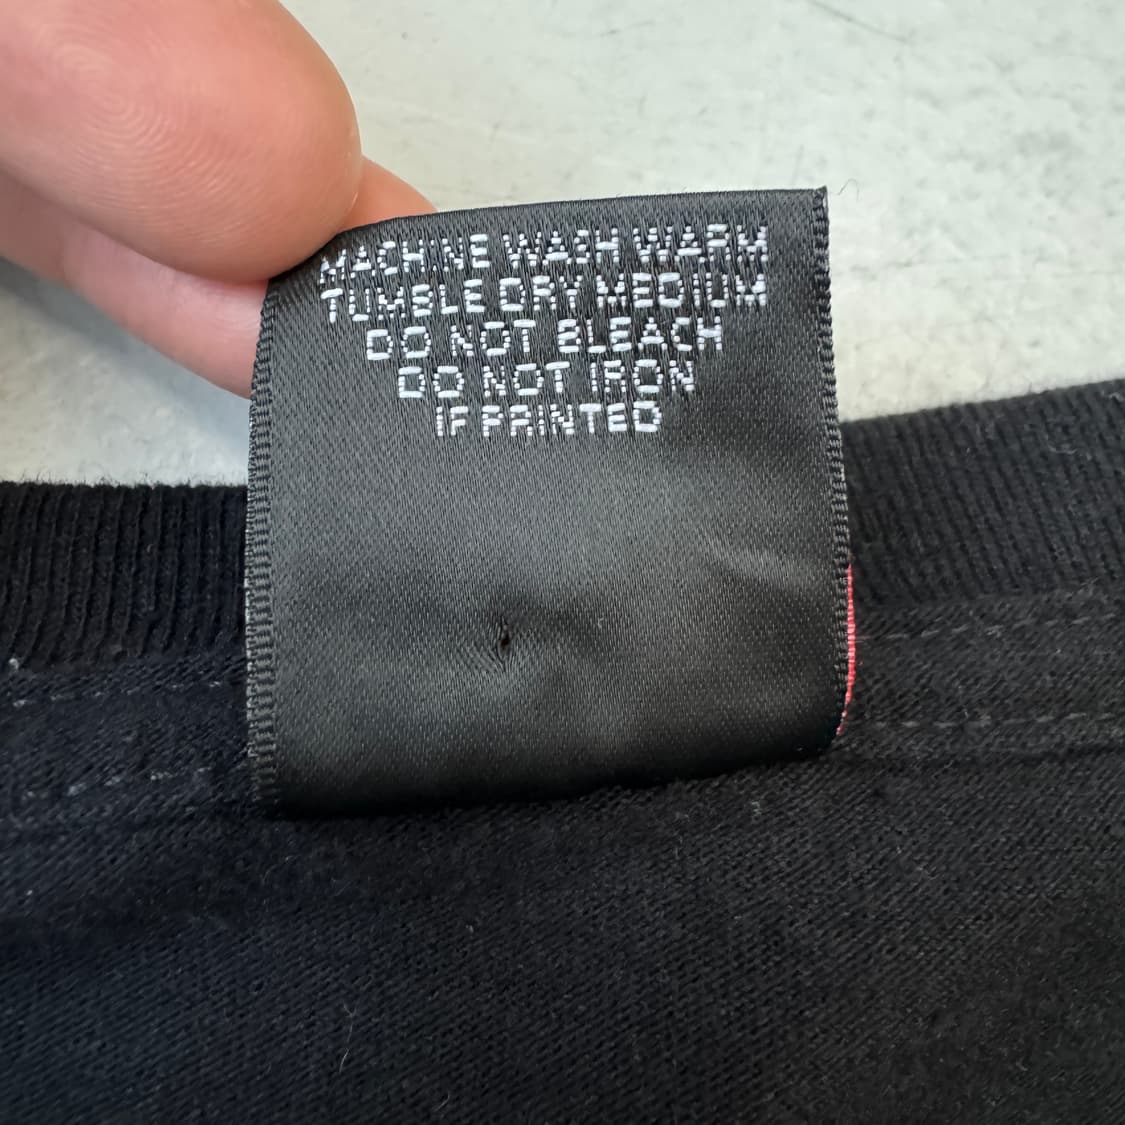 MACHINE WASH WARM
TUMBLE DRY MEDIUM
DO NOT BLEACH
DO NOT IRON
IF PRINTED